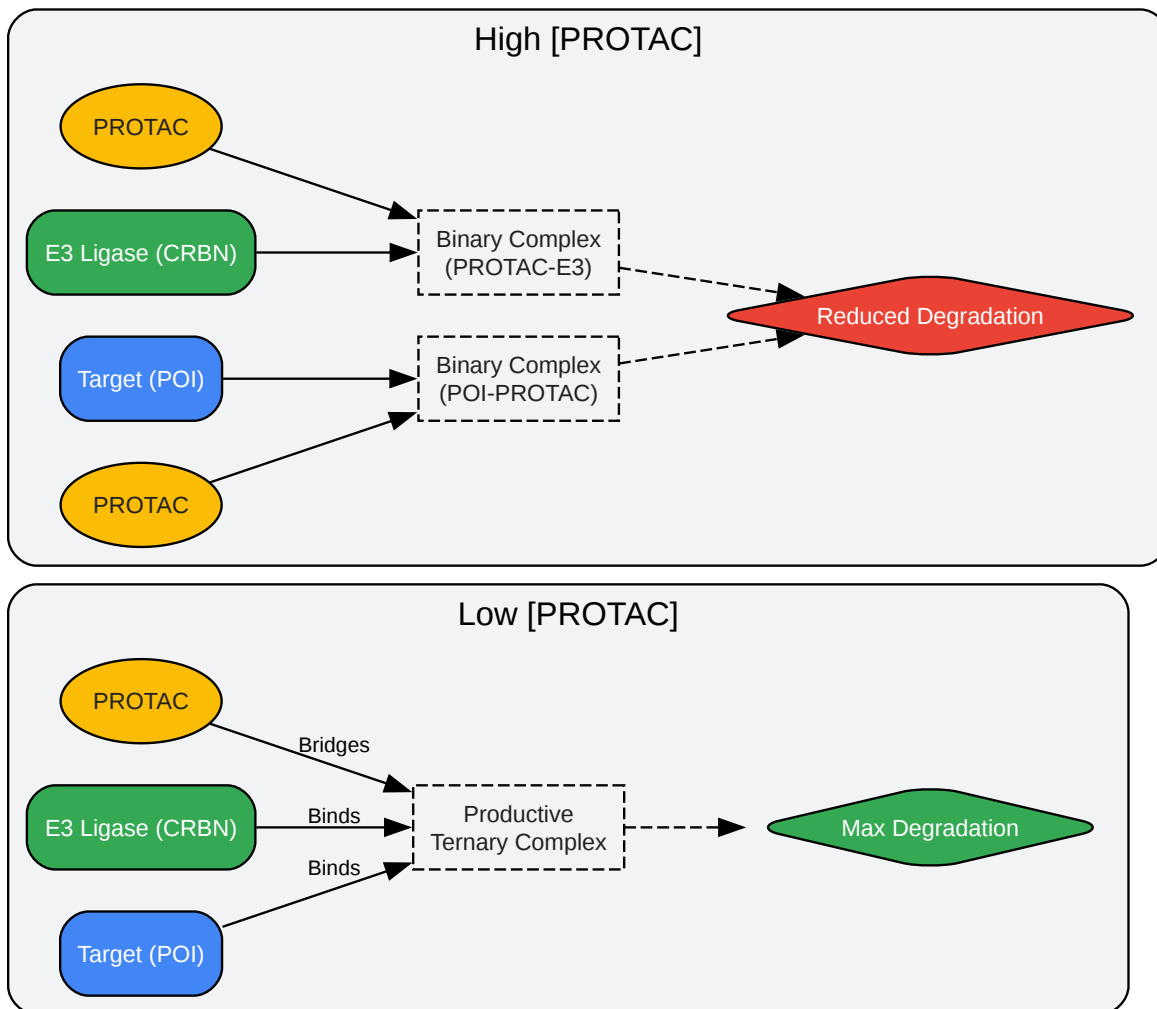 High [PROTAC]
PROTAC
E3 Ligase (CRBN)
Binary Complex
(PROTAC-E3)
Reduced Degradation
Target (POI)
Binary Complex
(POI-PROTAC)
PROTAC
Low [PROTAC]
PROTAC
Bridges
E3 Ligase (CRBN)
Binds
Productive
Ternary Complex
Max Degradation
Binds
Target (POI)